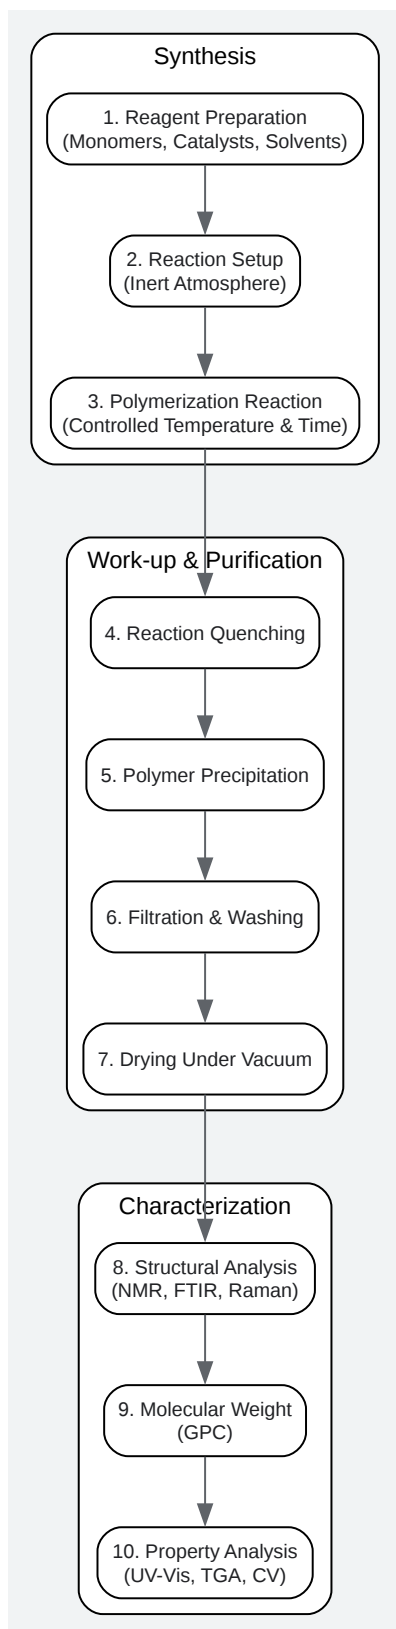 Synthesis
1. Reagent Preparation
(Monomers, Catalysts, Solvents)
2. Reaction Setup
(Inert Atmosphere)
3. Polymerization Reaction
(Controlled Temperature & Time)
Work-up & Purification
4. Reaction Quenching
5. Polymer Precipitation
6. Filtration & Washing
7. Drying Under Vacuum
Characterization
8. Structural Analysis
(NMR, FTIR, Raman)
9. Molecular Weight
(GPC)
10. Property Analysis
(UV-Vis, TGA, CV)